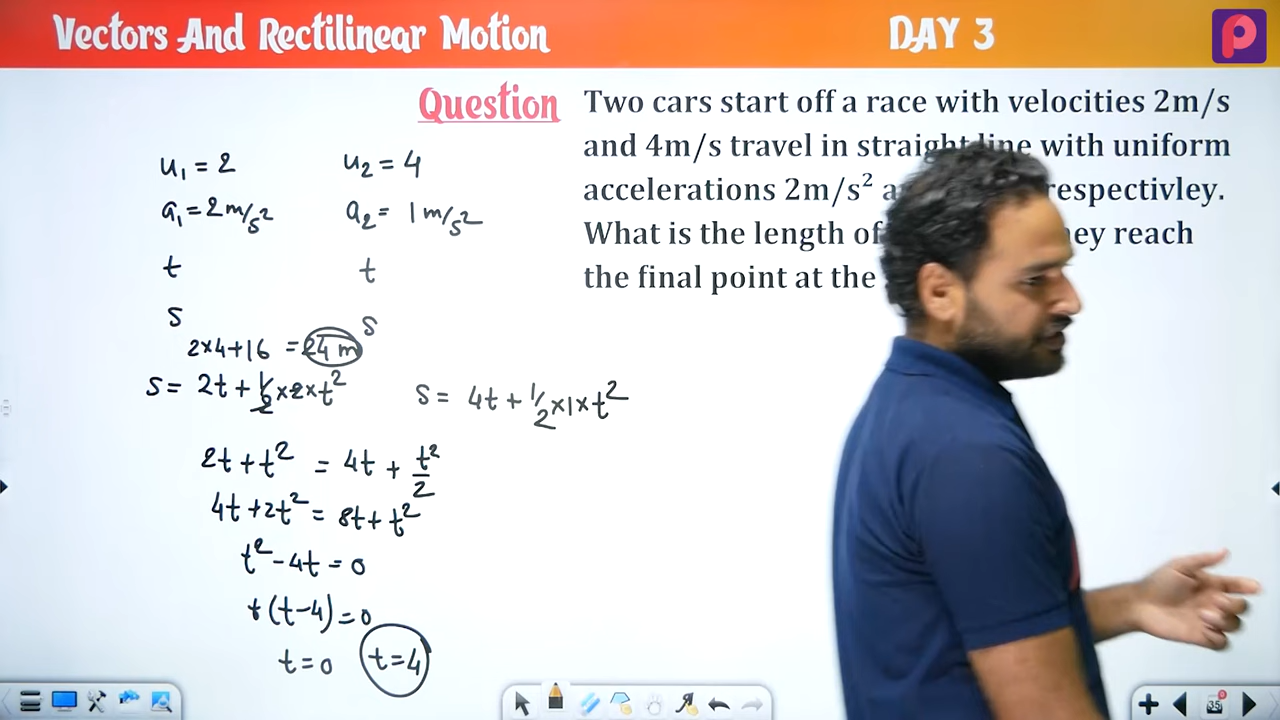 Vectors And Rectilinear Motion
DAY 3
Question
Two cars start off a race with velocities 2m/s
and 4m/s travel in straight line with uniform
accelerations 2m/s² respectivley.
What is the length of they reach
the final point at the
u₁ = 2 u₂ = 4
a₁ = 2m/s² a₂ = 1m/s²
t t
s s
2×4+16 = 24 m
s = 2t + 1/2 × 2 × t² s = 4t + 1/2 × 1 × t²
2t + t² = 4t + t²/2
4t + 2t² = 8t + t²
t² - 4t = 0
t(t-4) = 0
t = 0 t = 4
35